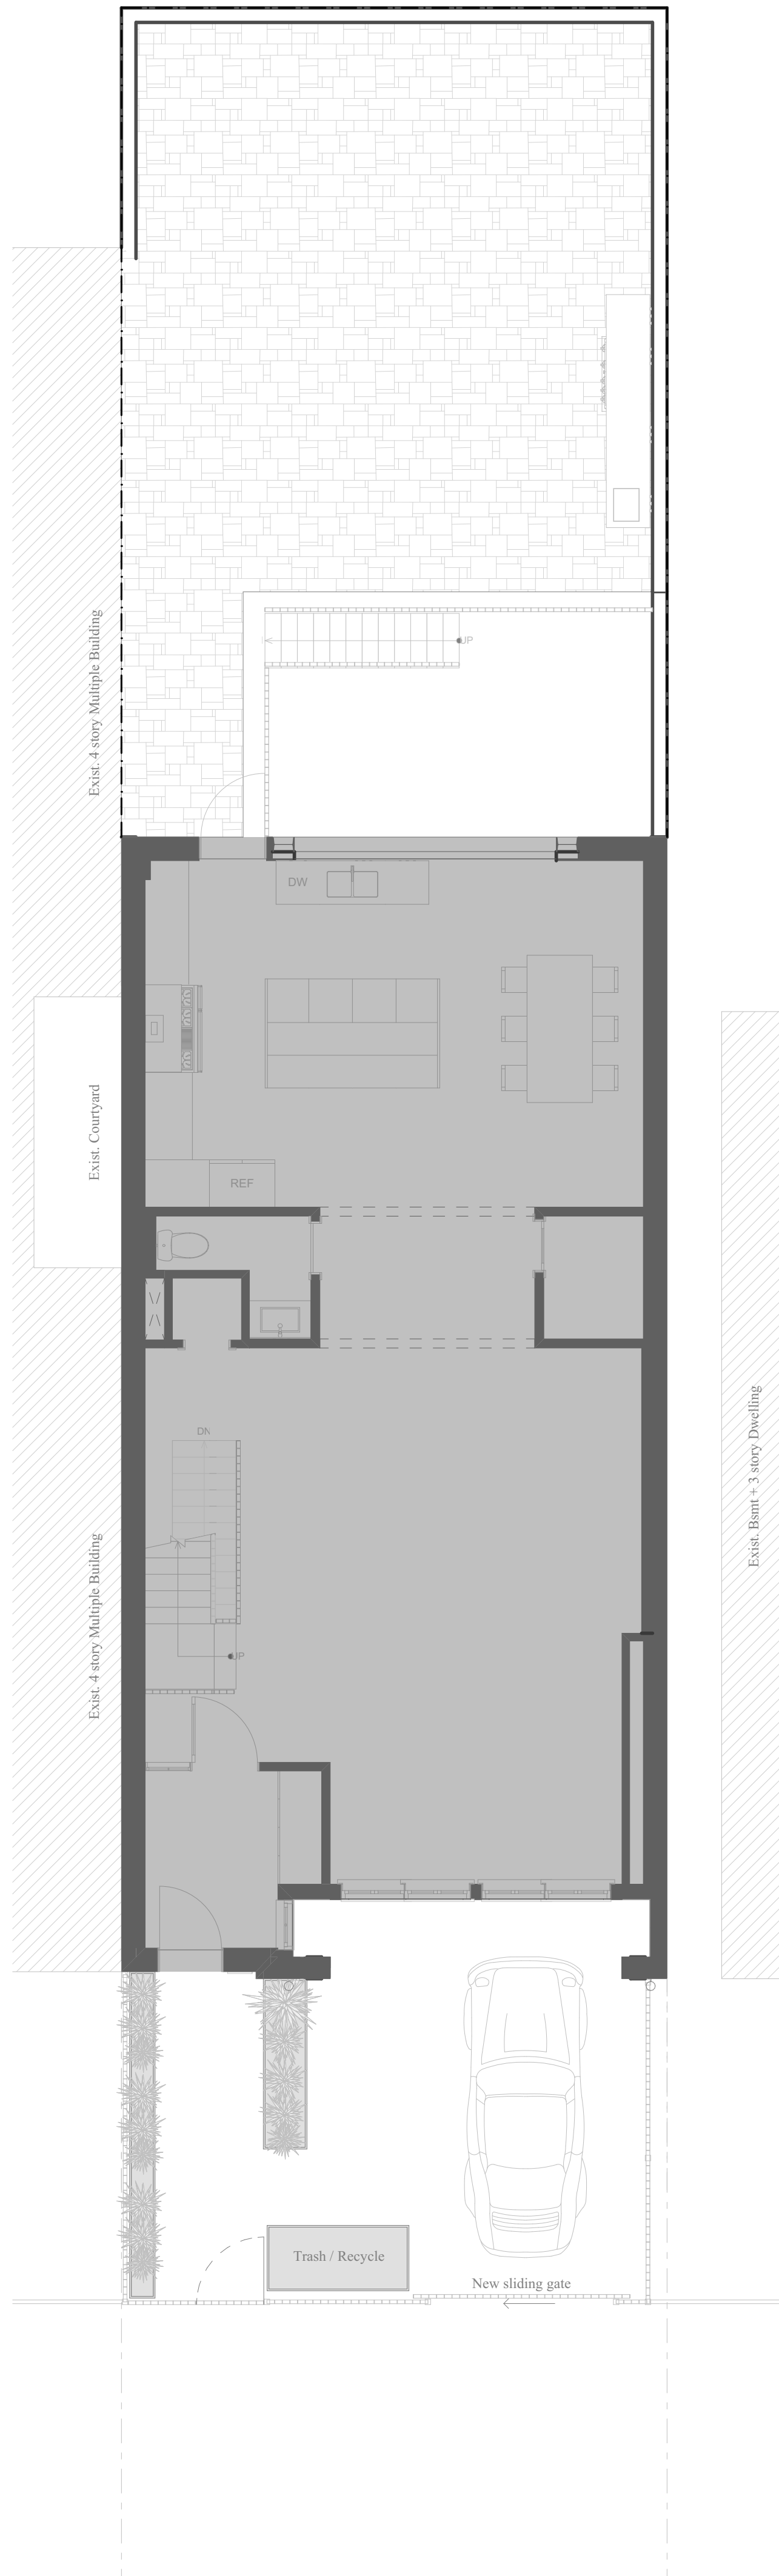 Exist. 4 story Multiple Building
UP
DW
Exist. Courtyard
REF
Exist. Bsmt + 3 story Dwelling
DN
Exist. 4 story Multiple Building
UP
Trash / Recycle
New sliding gate